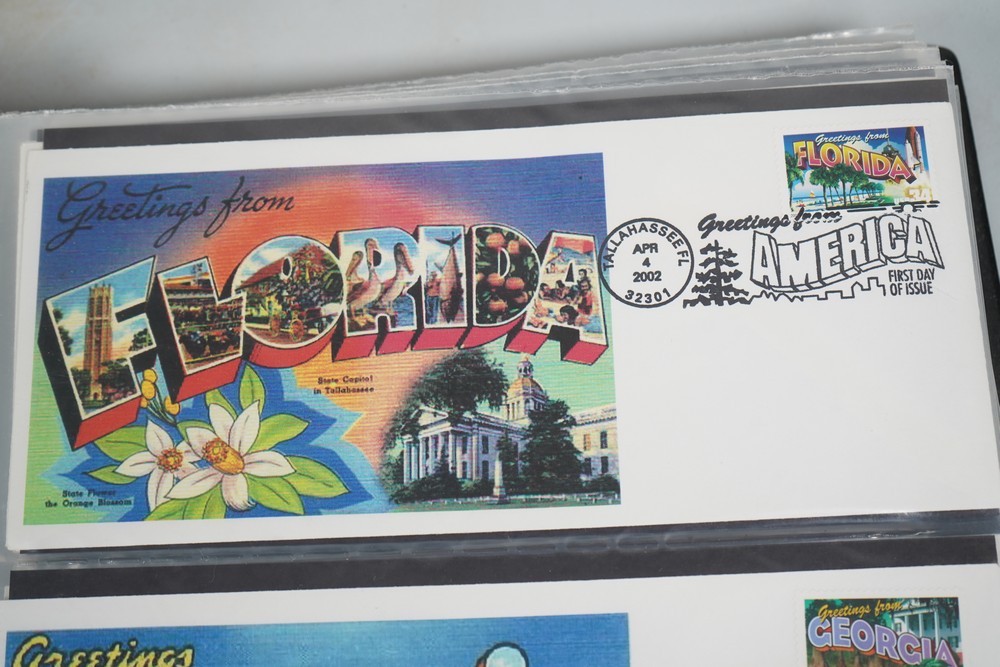 Greetings from
FLORIDA
State Capitol
in Tallahassee
State Flower
the Orange Blossom
Greetings from
FLORIDA
TALLAHASSEE FL
APR
4
2002
32301
Greetings from
AMERICA
FIRST DAY
OF ISSUE
Greetings
Greetings from
GEORGIA